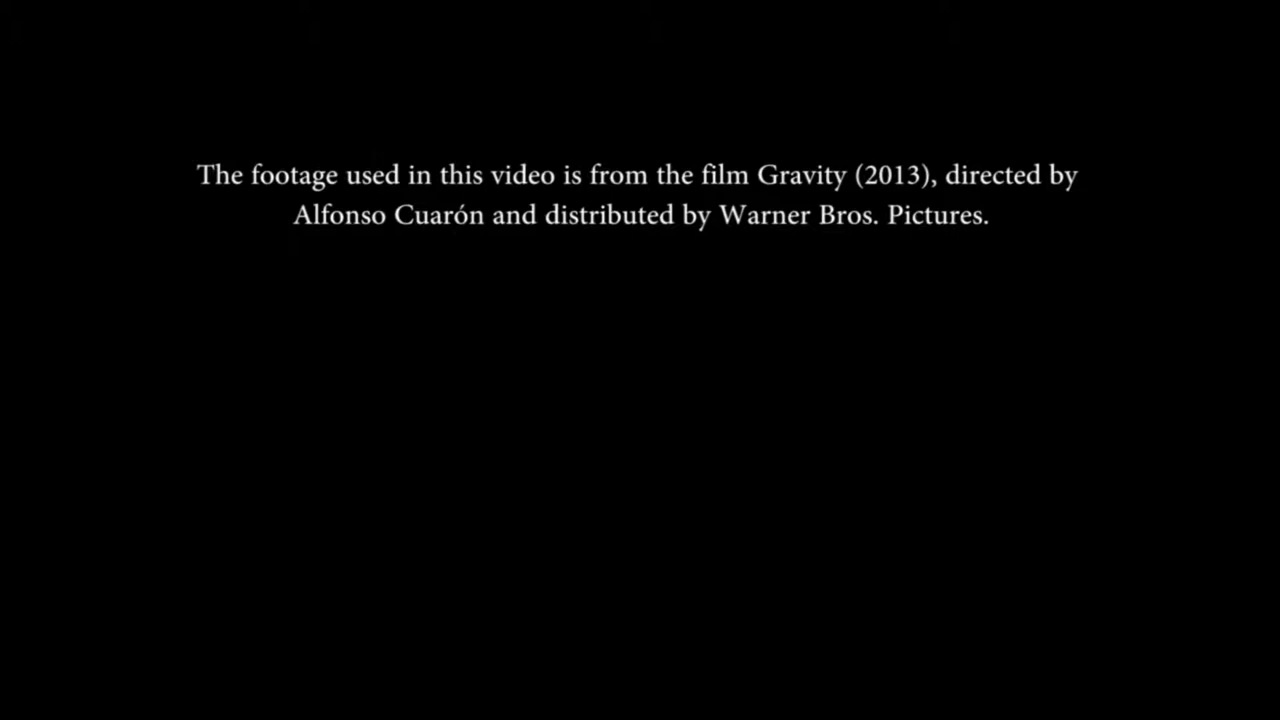 The footage used in this video is from the film Gravity (2013), directed by
Alfonso Cuarón and distributed by Warner Bros. Pictures.